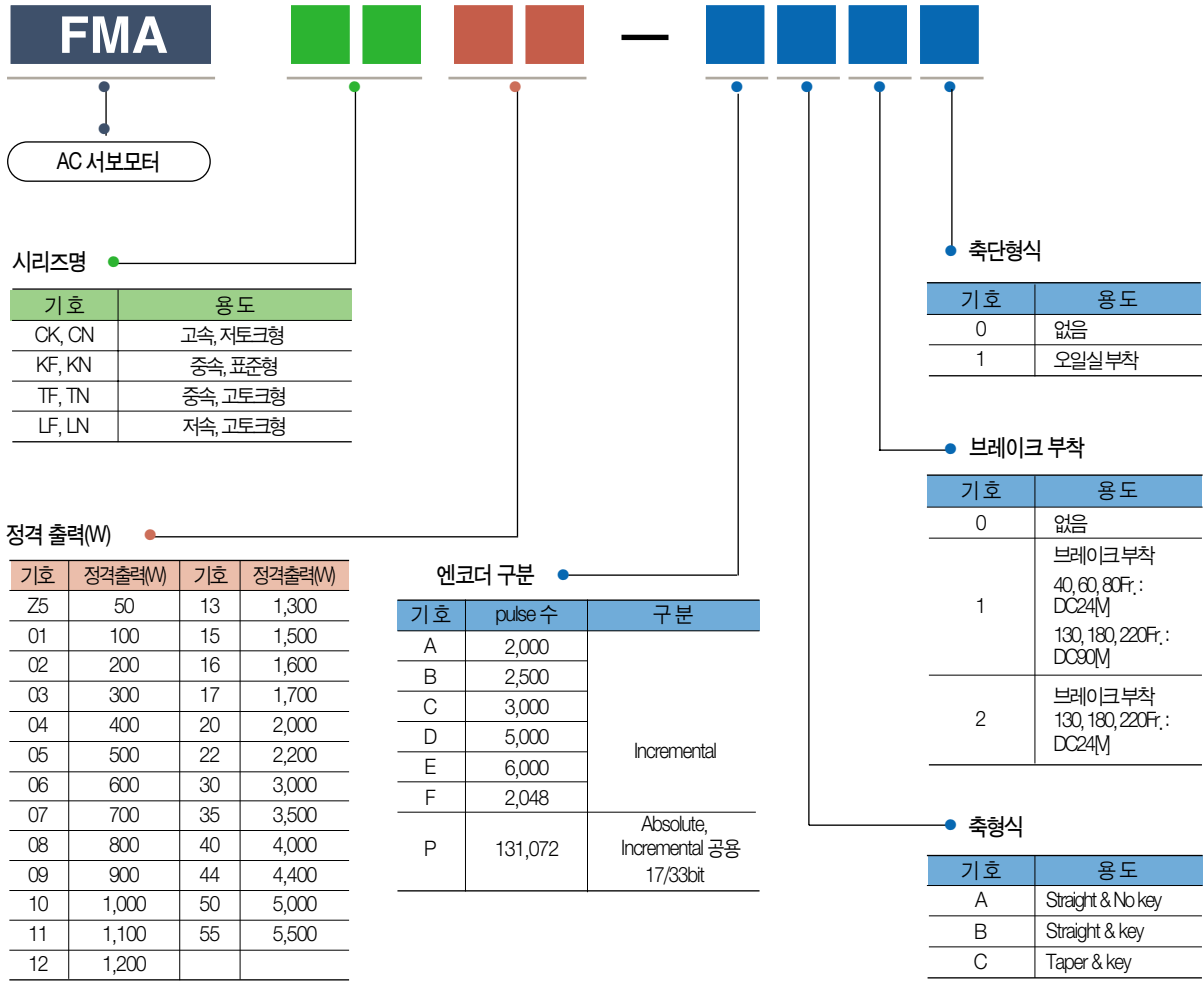 FMA
AC 서보모터
시리즈명
기호 용도
CK, CN 고속, 저토크형
KF, KN 중속, 표준형
TF, TN 중속, 고토크형
LF, LN 저속, 고토크형
정격 출력(W)
기호 정격출력(W) 기호 정격출력(W)
Z5 50 13 1,300
01 100 15 1,500
02 200 16 1,600
03 300 17 1,700
04 400 20 2,000
05 500 22 2,200
06 600 30 3,000
07 700 35 3,500
08 800 40 4,000
09 900 44 4,400
10 1,000 50 5,000
11 1,100 55 5,500
12 1,200
엔코더 구분
기호 pulse 수 구분
A 2,000
B 2,500
C 3,000
D 5,000
E 6,000
F 2,048
Incremental
P 131,072
Absolute,
Incremental 공용
17/33bit
축단형식
기호 용도
0 없음
1 오일실 부착
브레이크 부착
기호 용도
0 없음
1
브레이크 부착
40, 60, 80Fr. :
DC24[V]
130, 180, 220Fr. :
DC90[V]
2
브레이크 부착
130, 180, 220Fr. :
DC24[V]
축형식
기호 용도
A Straight & No key
B Straight & key
C Taper & key